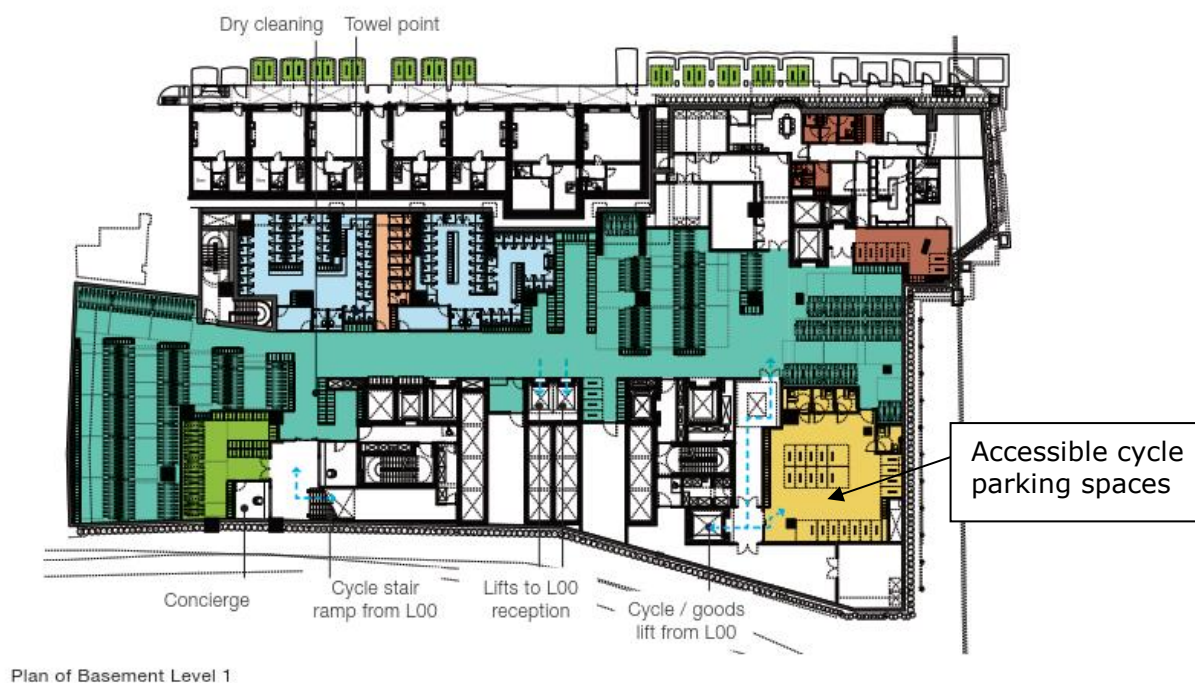 Dry cleaning
Towel point
Accessible cycle
parking spaces
Concierge
Cycle stair
ramp from L00
Lifts to L00
reception
Cycle / goods
lift from L00
Plan of Basement Level 1